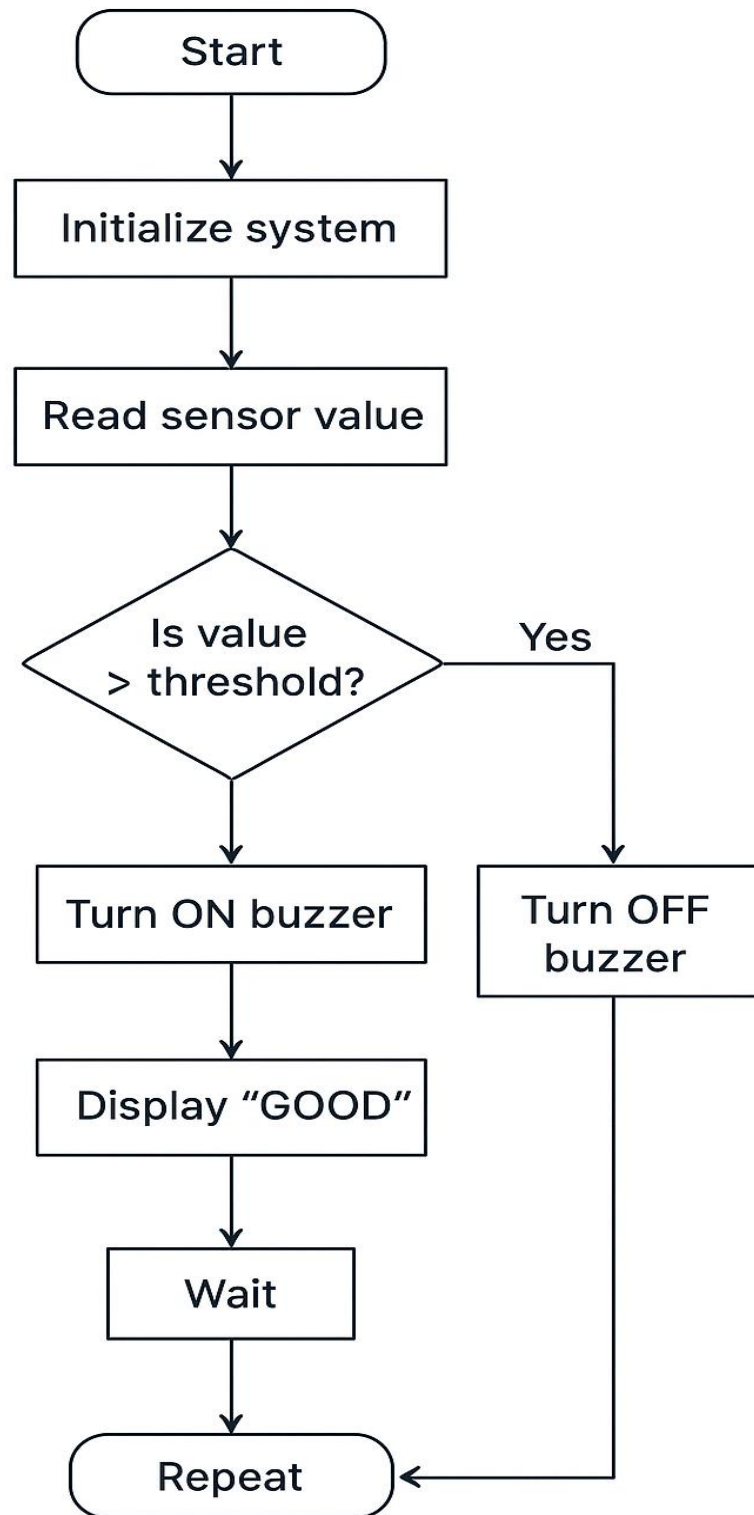 Start
Initialize system
Read sensor value
Is value
> threshold?
Yes
Turn ON buzzer
Turn OFF
buzzer
Display “GOOD”
Wait
Repeat